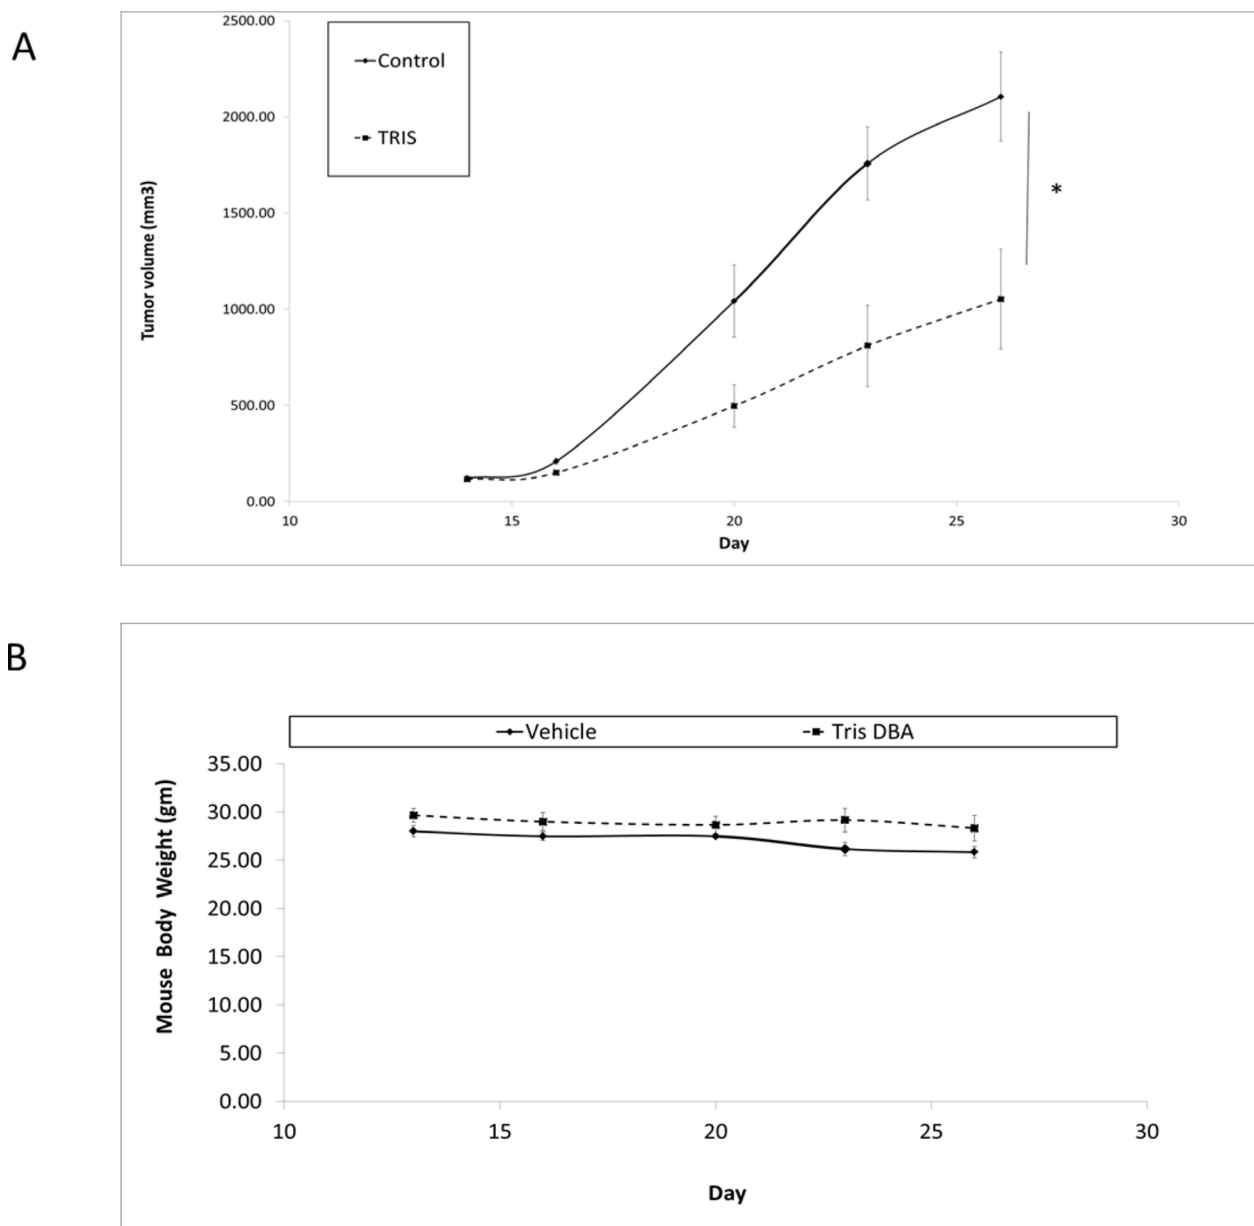 A
2500.00
2000.00
1500.00
1000.00
500.00
0.00
Tumor volume (mm3)
Control
TRIS
*
10 15 20 25 30
Day
B
Vehicle Tris DBA
35.00
30.00
25.00
20.00
15.00
10.00
5.00
0.00
Mouse Body Weight (gm)
10 15 20 25 30
Day